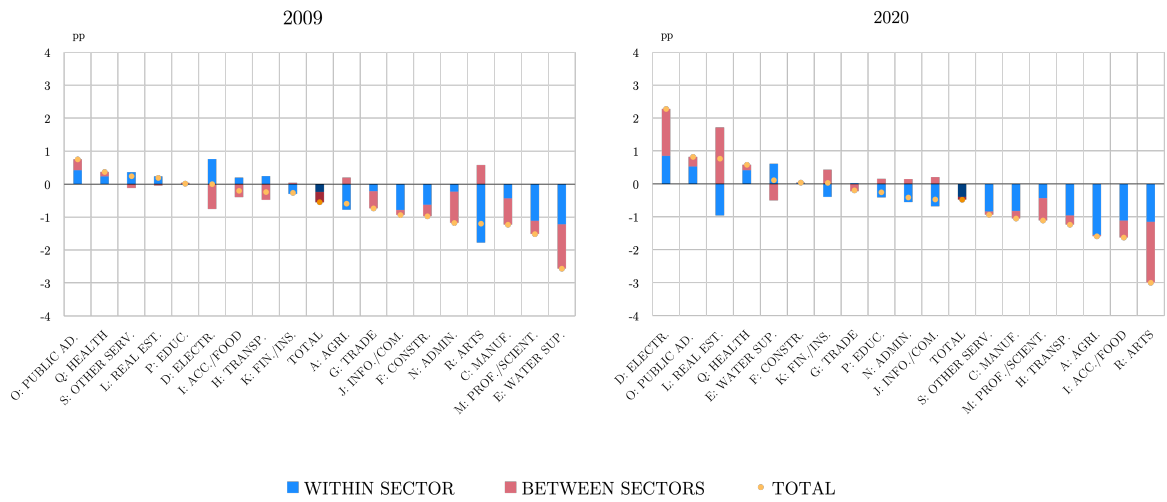 2009
pp
4
3
2
1
0
-1
-2
-3
-4
O: PUBLIC AD.
Q: HEALTH
S: OTHER SERV.
L: REAL EST.
P: EDUC.
D: ELECTR.
I: ACC./FOOD
H: TRANSP.
K: FIN./INS.
TOTAL
A: AGRI.
G: TRADE
J: INFO./COM.
F: CONSTR.
N: ADMIN.
R: ARTS
C: MANUF.
M: PROF./SCIENT.
E: WATER SUP.
2020
pp
4
3
2
1
0
-1
-2
-3
-4
D: ELECTR.
O: PUBLIC AD.
L: REAL EST.
Q: HEALTH
E: WATER SUP.
F: CONSTR.
K: FIN./INS.
G: TRADE
P: EDUC.
N: ADMIN.
J: INFO./COM.
TOTAL
S: OTHER SERV.
C: MANUF.
M: PROF./SCIENT.
H: TRANSP.
A: AGRI.
I: ACC./FOOD
R: ARTS
WITHIN SECTOR
BETWEEN SECTORS
TOTAL